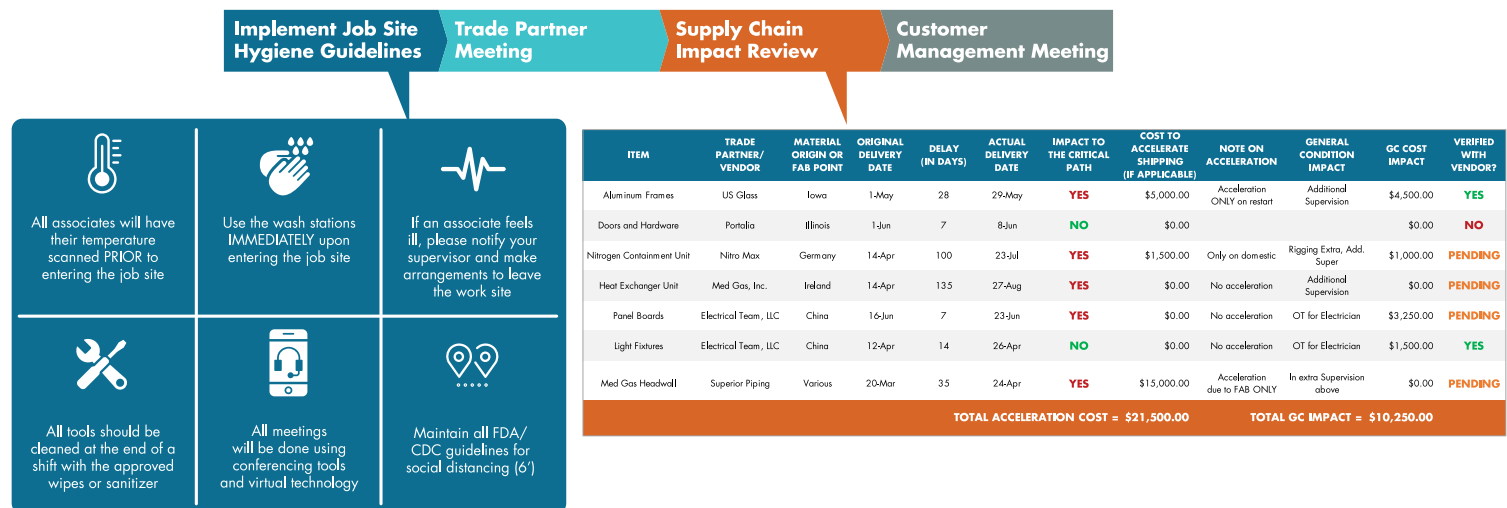 Implement Job Site
Hygiene Guidelines
Trade Partner
Meeting
Supply Chain
Impact Review
Customer
Management Meeting
All associates will have
their temperature
scanned PRIOR to
entering the job site
Use the wash stations
IMMEDIATELY upon
entering the job site
If an associate feels
ill, please notify your
supervisor and make
arrangements to leave
the work site
All tools should be
cleaned at the end of a
shift with the approved
wipes or sanitizer
All meetings
will be done using
conferencing tools
and virtual technology
Maintain all FDA/
CDC guidelines for
social distancing (6')
ITEM
TRADE
PARTNER/
VENDOR
MATERIAL
ORIGIN OR
FAB POINT
ORIGINAL
DELIVERY
DATE
DELAY
(IN DAYS)
ACTUAL
DELIVERY
DATE
IMPACT TO
THE CRITICAL
PATH
COST TO
ACCELERATE
SHIPPING
(IF APPLICABLE)
NOTE ON
ACCELERATION
GENERAL
CONDITION
IMPACT
GC COST
IMPACT
VERIFIED
WITH
VENDOR?
Aluminum Frames US Glass Iowa 1-May 28 29-May YES $5,000.00 Acceleration
ONLY on restart
Additional
Supervision
$4,500.00 YES
Doors and Hardware Portalia Illinois 1-Jun 7 8-Jun NO $0.00 $0.00 NO
Nitrogen Containment Unit Nitro Max Germany 14-Apr 100 23-Jul YES $1,500.00 Only on domestic Rigging Extra, Add.
Super
$1,000.00 PENDING
Heat Exchanger Unit Med Gas, Inc. Ireland 14-Apr 135 27-Aug YES $0.00 No acceleration Additional
Supervision
$0.00 PENDING
Panel Boards Electrical Team, LLC China 16-Jun 7 23-Jun YES $0.00 No acceleration OT for Electrician $3,250.00 PENDING
Light Fixtures Electrical Team, LLC China 12-Apr 14 26-Apr NO $0.00 No acceleration OT for Electrician $1,500.00 YES
Med Gas Headwall Superior Piping Various 20-Mar 35 24-Apr YES $15,000.00 Acceleration
due to FAB ONLY
In extra Supervision
above
$0.00 PENDING
TOTAL ACCELERATION COST = $21,500.00 TOTAL GC IMPACT = $10,250.00